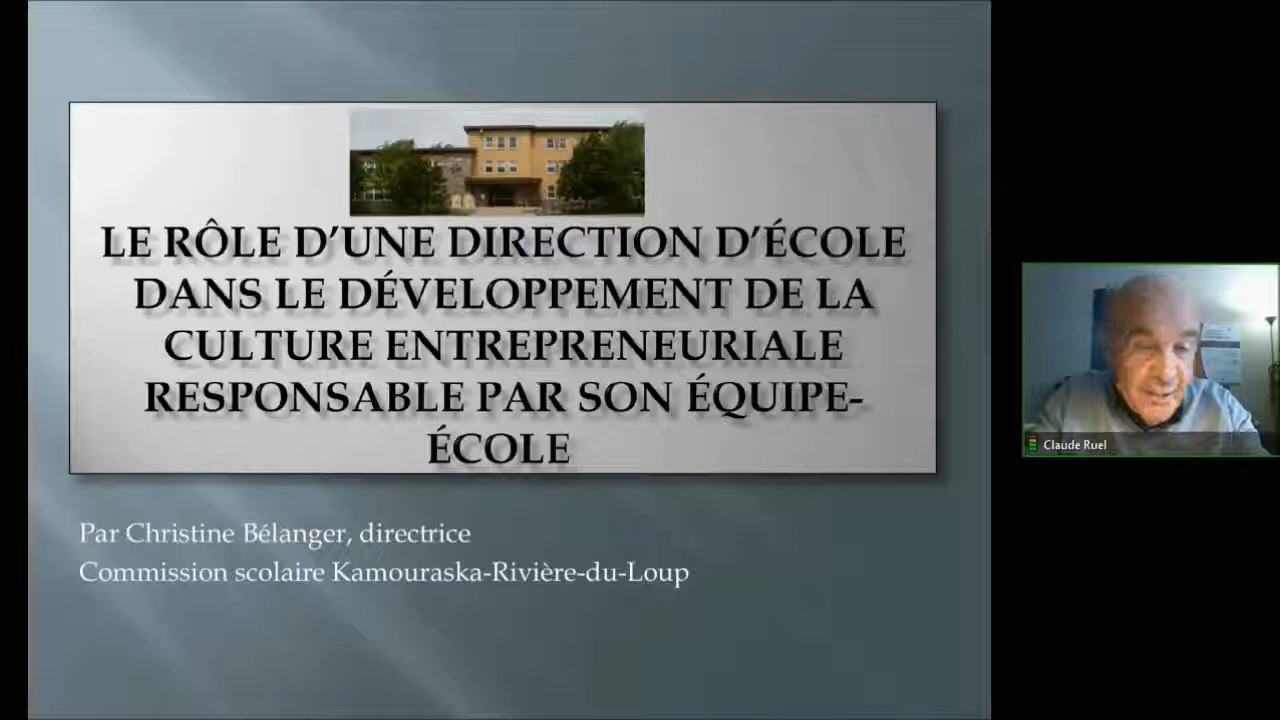 LE RÔLE D’UNE DIRECTION D’ÉCOLE
DANS LE DÉVELOPPEMENT DE LA
CULTURE ENTREPRENEURIALE
RESPONSABLE PAR SON ÉQUIPE-
ÉCOLE
Par Christine Bélanger, directrice
Commission scolaire Kamouraska-Rivière-du-Loup
Claude Ruel